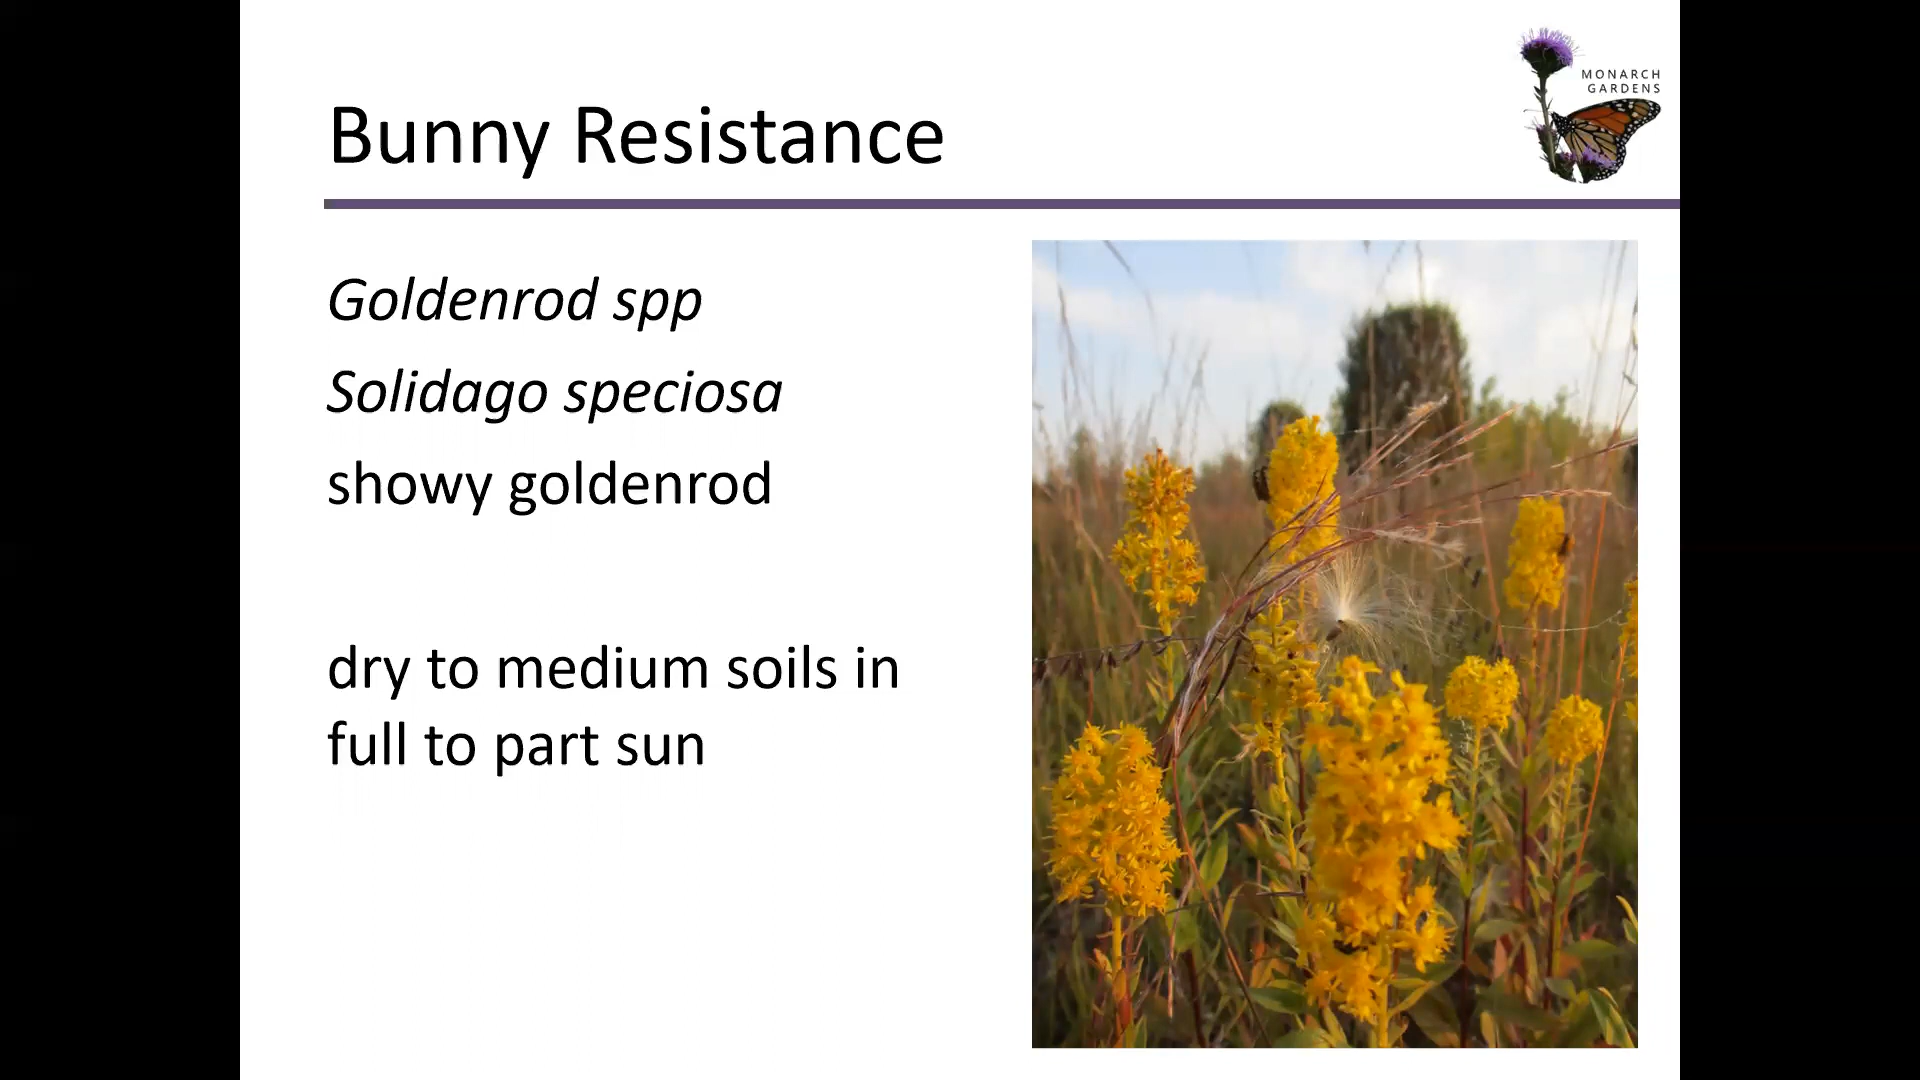 MONARCH
GARDENS
Bunny Resistance
Goldenrod spp
Solidago speciosa
showy goldenrod
dry to medium soils in
full to part sun